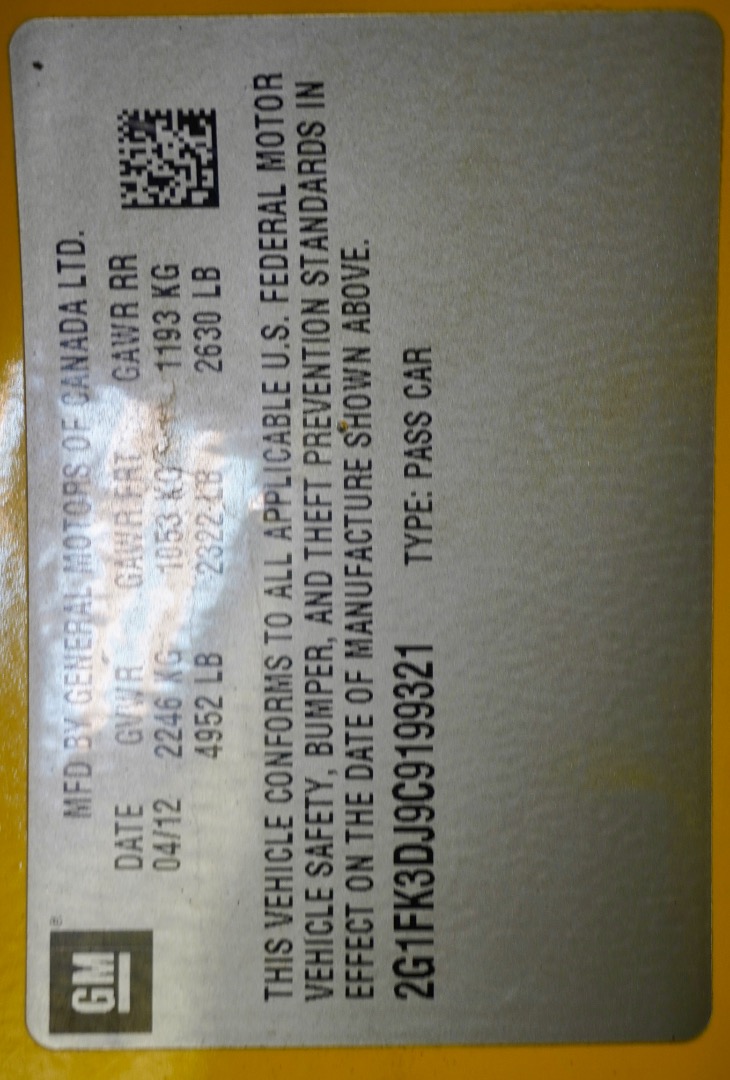 GM®
MFD BY GENERAL MOTORS OF CANADA LTD.
DATE GVWR GAWR FRT GAWR RR
04/12 2246 KG 1053 KG 1193 KG
4952 LB 2322 LB 2630 LB
THIS VEHICLE CONFORMS TO ALL APPLICABLE U.S. FEDERAL MOTOR
VEHICLE SAFETY, BUMPER, AND THEFT PREVENTION STANDARDS IN
EFFECT ON THE DATE OF MANUFACTURE SHOWN ABOVE.
2G1FK3DJ9C9199321 TYPE: PASS CAR